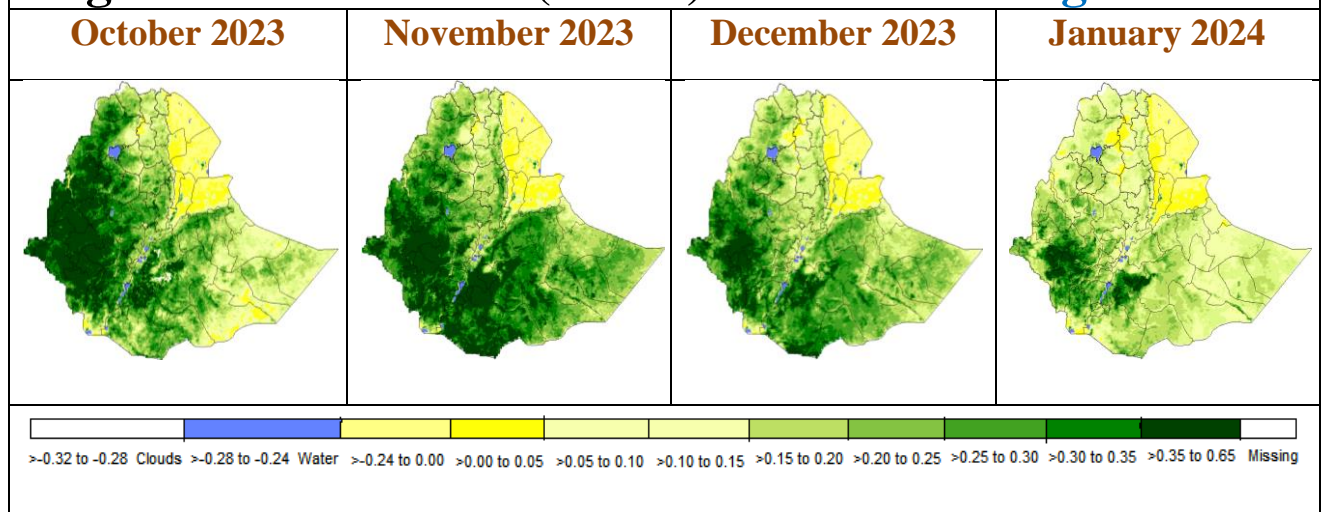 October 2023 November 2023 December 2023 January 2024
>-0.32 to -0.28 Clouds >-0.28 to -0.24 Water >-0.24 to 0.00 >0.00 to 0.05 >0.05 to 0.10 >0.10 to 0.15 >0.15 to 0.20 >0.20 to 0.25 >0.25 to 0.30 >0.30 to 0.35 >0.35 to 0.65 Missing